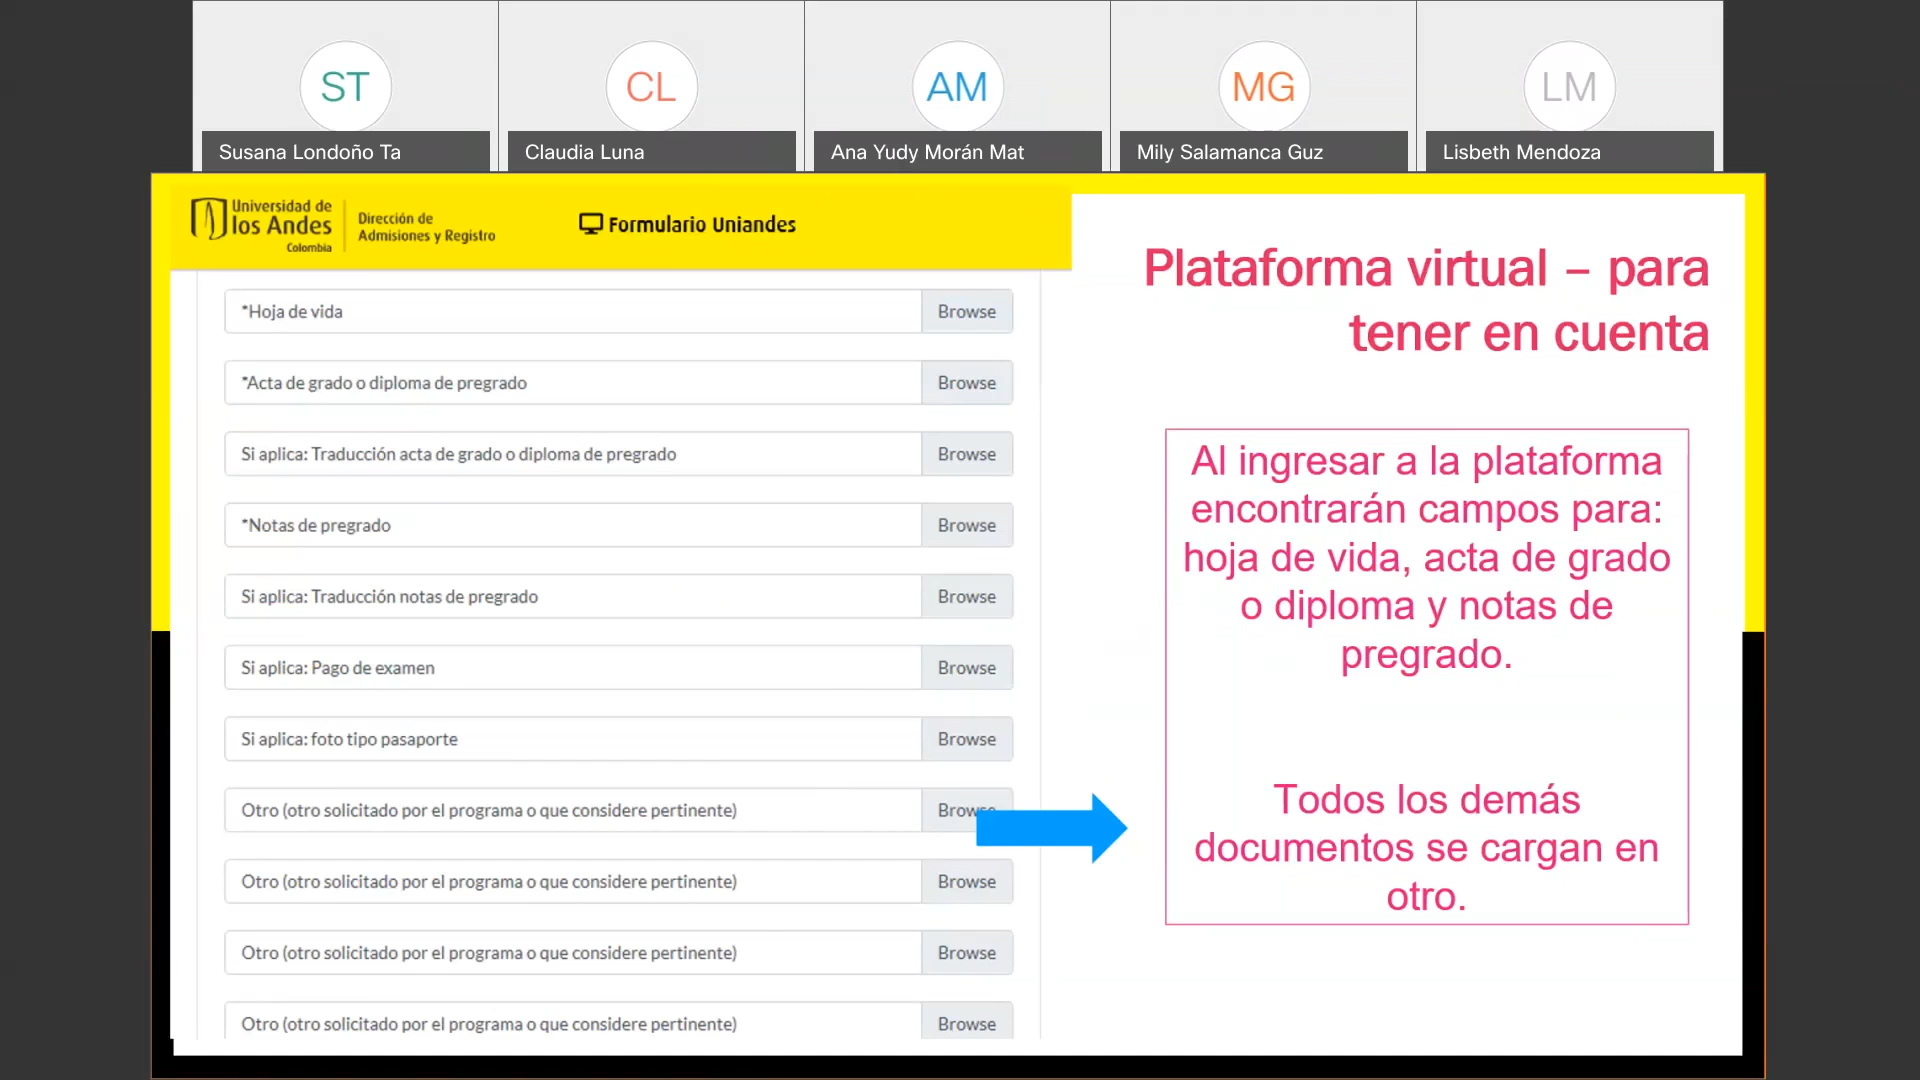 ST
CL
AM
MG
LM
Susana Londoño Ta
Claudia Luna
Ana Yudy Morán Mat
Mily Salamanca Guz
Lisbeth Mendoza
Universidad de
los Andes
Colombia
Dirección de
Admisiones y Registro
Formulario Uniandes
*Hoja de vida
Browse
*Acta de grado o diploma de pregrado
Browse
Si aplica: Traducción acta de grado o diploma de pregrado
Browse
*Notas de pregrado
Browse
Si aplica: Traducción notas de pregrado
Browse
Si aplica: Pago de examen
Browse
Si aplica: foto tipo pasaporte
Browse
Otro (otro solicitado por el programa o que considere pertinente)
Browse
Otro (otro solicitado por el programa o que considere pertinente)
Browse
Otro (otro solicitado por el programa o que considere pertinente)
Browse
Otro (otro solicitado por el programa o que considere pertinente)
Browse
Plataforma virtual – para
tener en cuenta
Al ingresar a la plataforma
encontrarán campos para:
hoja de vida, acta de grado
o diploma y notas de
pregrado.
Todos los demás
documentos se cargan en
otro.